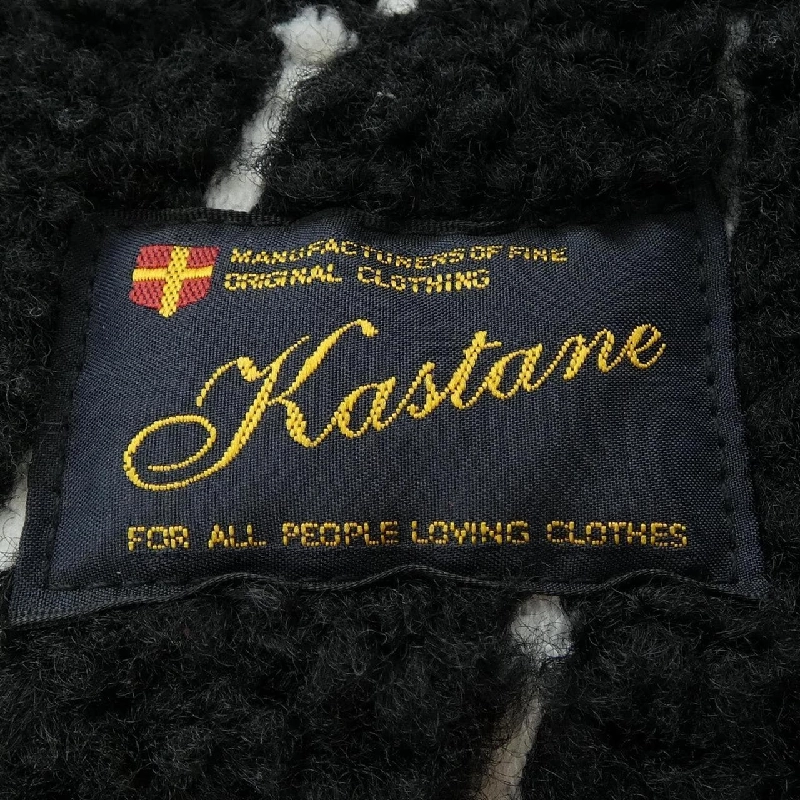 MANUFACTURERS OF FINE
ORIGINAL CLOTHING
Kastane
FOR ALL PEOPLE LOVING CLOTHES